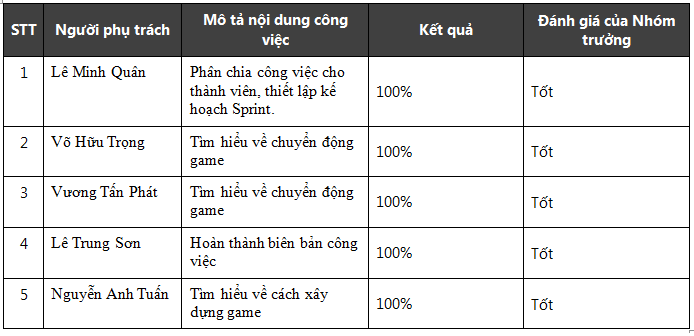 STT Người phụ trách Mô tả nội dung công việc Kết quả Đánh giá của Nhóm trưởng
1 Lê Minh Quân Phân chia công việc cho
thành viên, thiết lập kế
hoạch Sprint. 100% Tốt
2 Võ Hữu Trọng Tìm hiểu về chuyển động
game 100% Tốt
3 Vương Tấn Phát Tìm hiểu về chuyển động
game 100% Tốt
4 Lê Trung Sơn Hoàn thành biên bản công
việc 100% Tốt
5 Nguyễn Anh Tuấn Tìm hiểu về cách xây
dựng game 100% Tốt